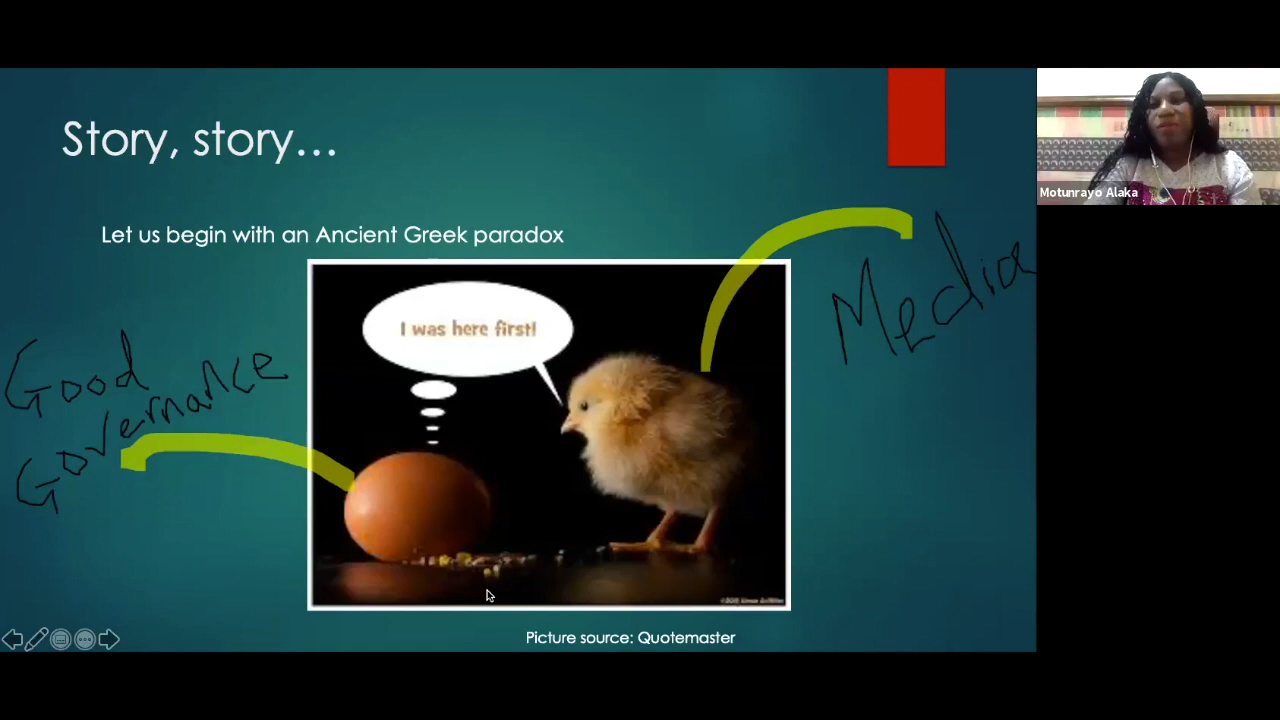 Story, story...
Motunrayo Alaka
Let us begin with an Ancient Greek paradox
Media
I was here first!
Good
Governance
Picture source: Quotemaster